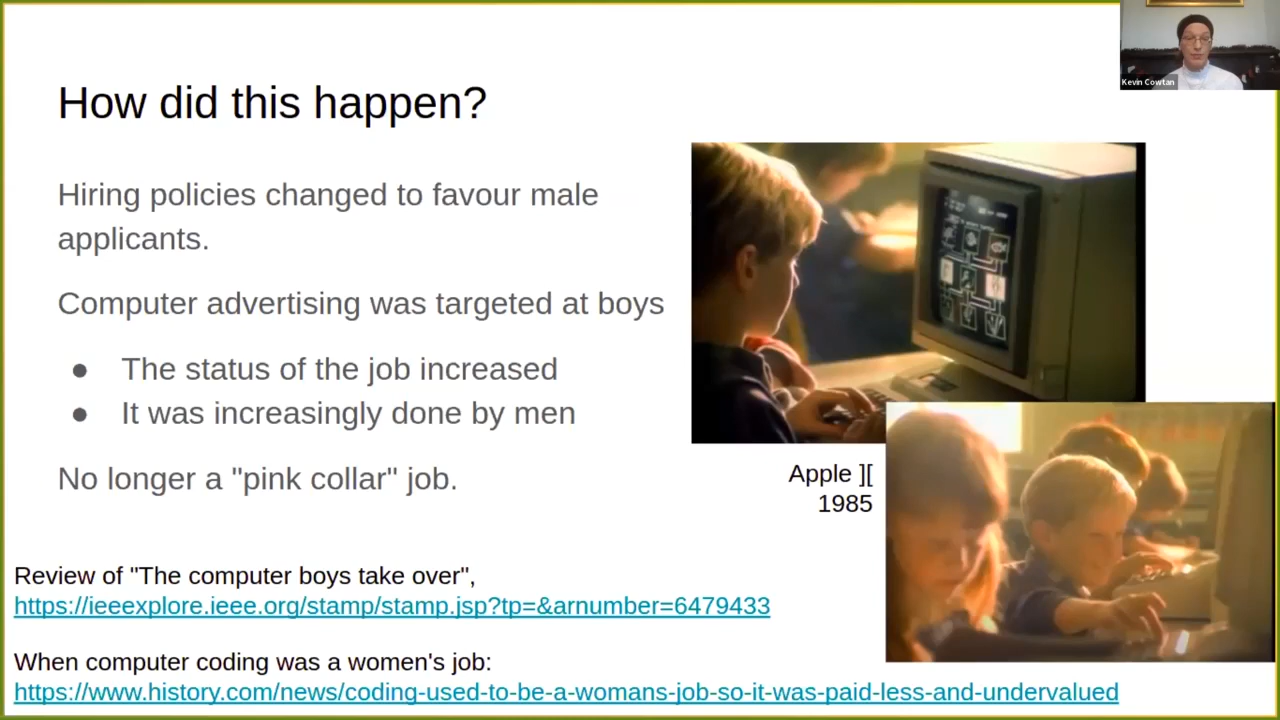 Kevin Cowtan
How did this happen?
Hiring policies changed to favour male
applicants.
Computer advertising was targeted at boys
● The status of the job increased
● It was increasingly done by men
No longer a "pink collar" job.
Apple ][
1985
Review of "The computer boys take over",
https://ieeexplore.ieee.org/stamp/stamp.jsp?tp=&arnumber=6479433
When computer coding was a women's job:
https://www.history.com/news/coding-used-to-be-a-womans-job-so-it-was-paid-less-and-undervalued